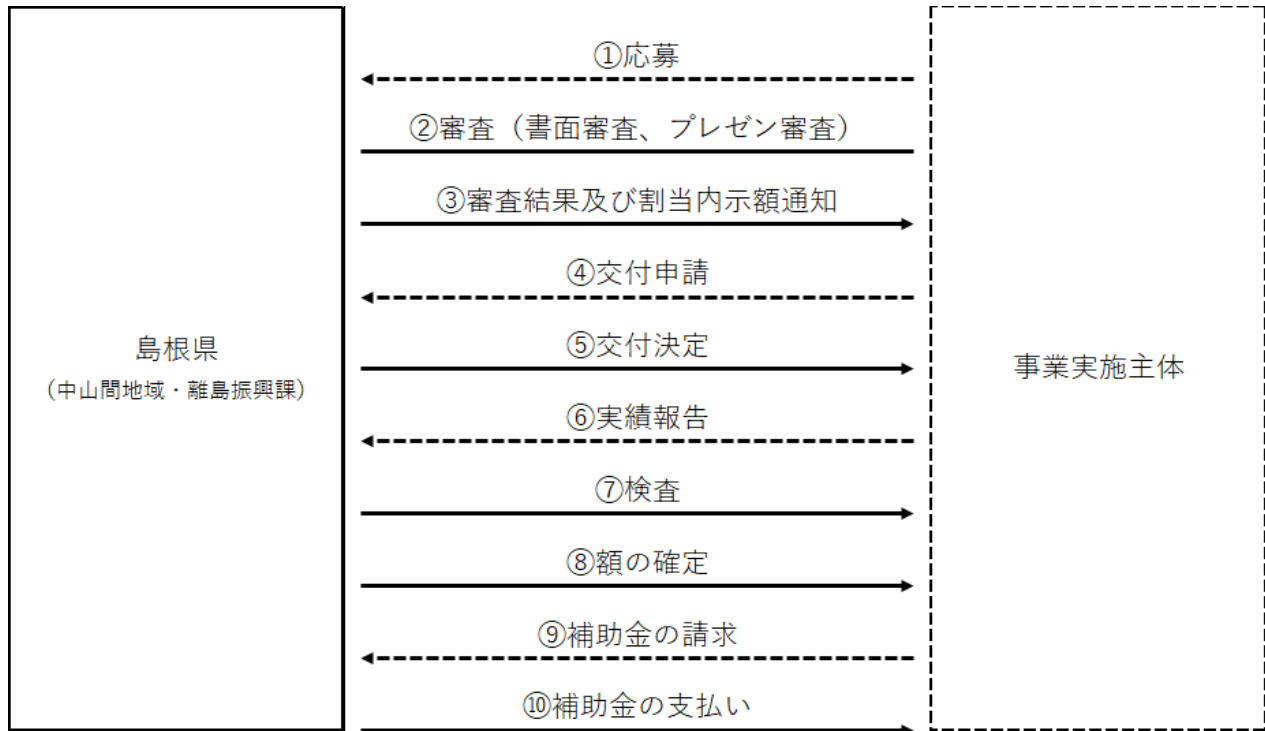 ①応募
②審査（書面審査、プレゼン審査）
③審査結果及び割当内示額通知
④交付申請
島根県
（中山間地域・離島振興課）
⑤交付決定
事業実施主体
⑥実績報告
⑦検査
⑧額の確定
⑨補助金の請求
⑩補助金の支払い